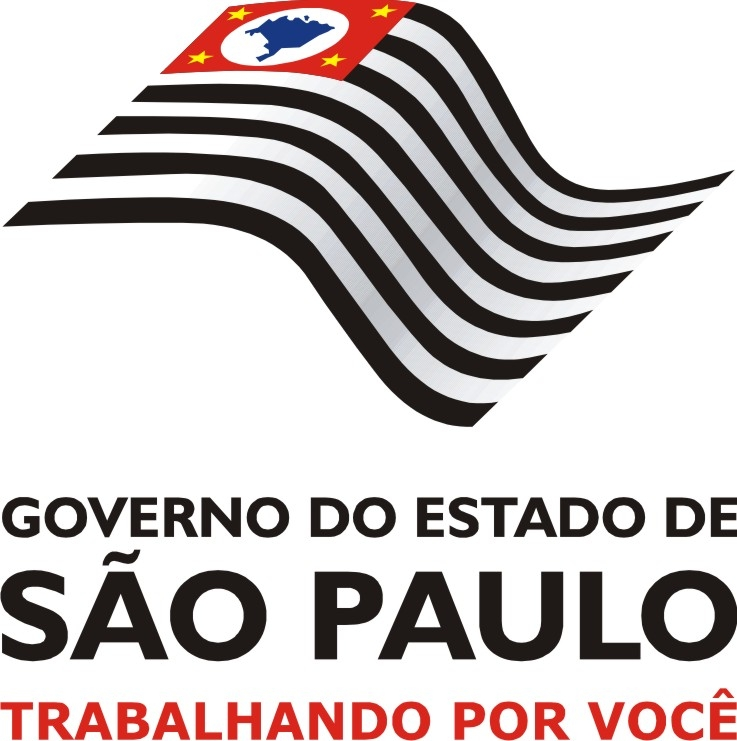 GOVERNO DO ESTADO DE
SÃO PAULO
TRABALHANDO POR VOCÊ